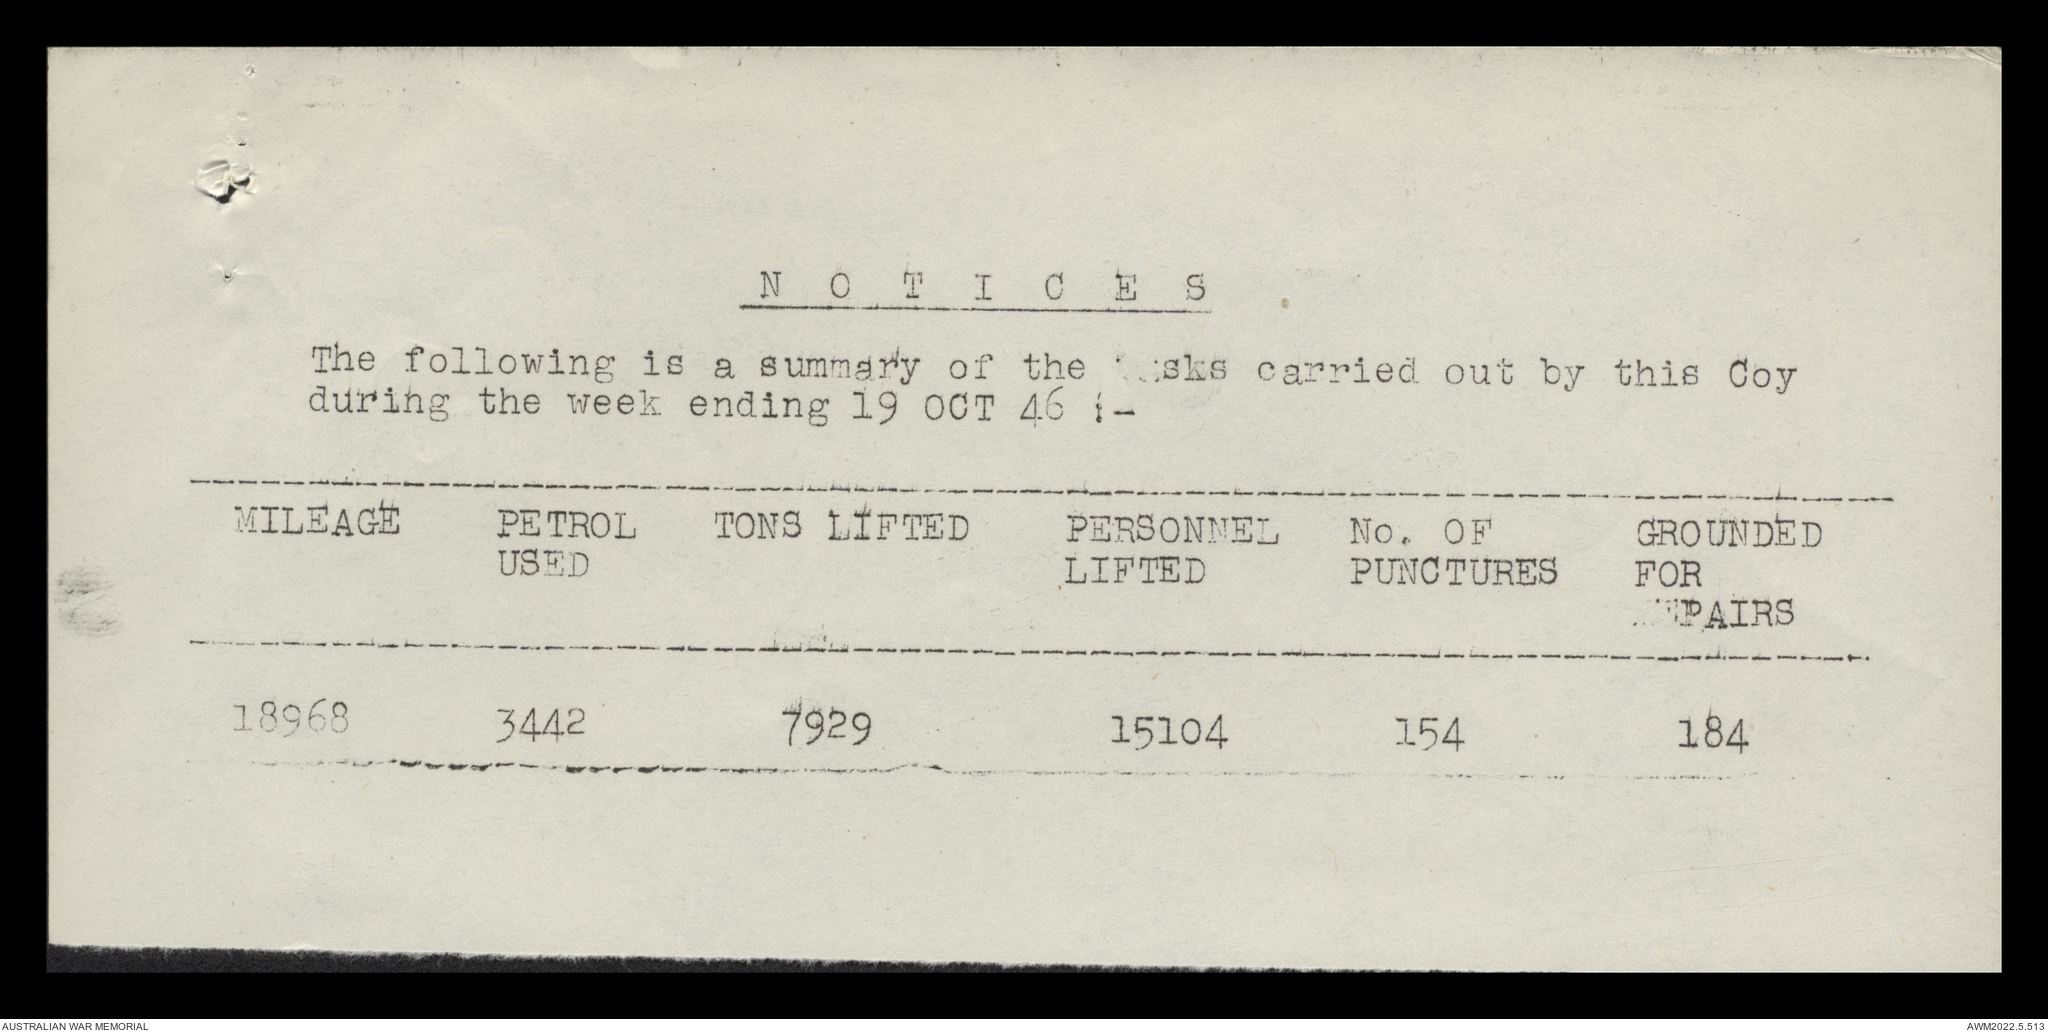 N O T I C E S
The following is a summary of the tasks carried out by this Coy
during the week ending 19 OCT 46 :-
MILEAGE PETROL USED TONS LIFTED PERSONNEL LIFTED No. OF PUNCTURES GROUNDED FOR REPAIRS
18968 3442 7929 15104 154 184
AUSTRALIAN WAR MEMORIAL AWM2022.5.513